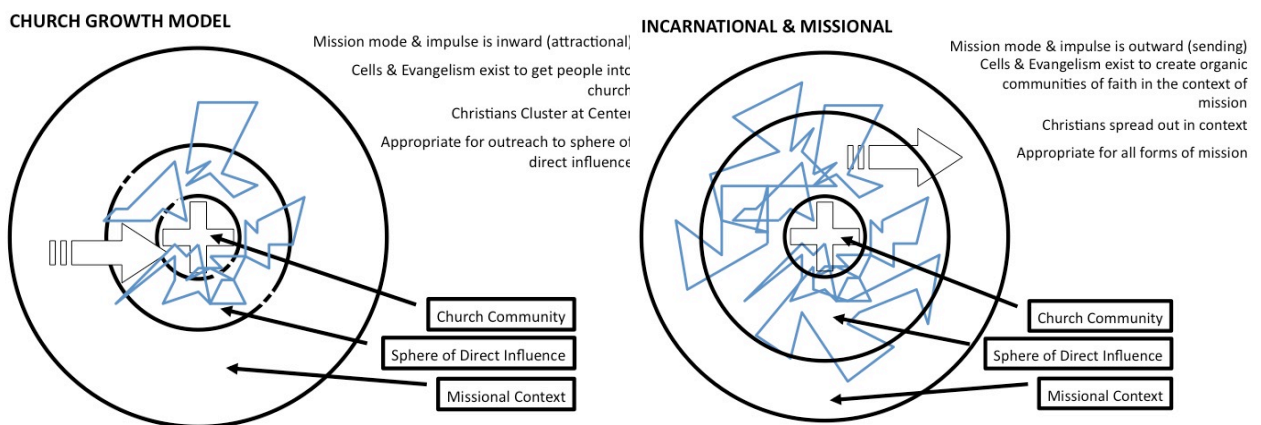 CHURCH GROWTH MODEL
Mission mode & impulse is inward (attractional)
Cells & Evangelism exist to get people into
church
Christians Cluster at Center
Appropriate for outreach to sphere of
direct influence
Church Community
Sphere of Direct Influence
Missional Context
INCARNATIONAL & MISSIONAL
Mission mode & impulse is outward (sending)
Cells & Evangelism exist to create organic
communities of faith in the context of
mission
Christians spread out in context
Appropriate for all forms of mission
Church Community
Sphere of Direct Influence
Missional Context